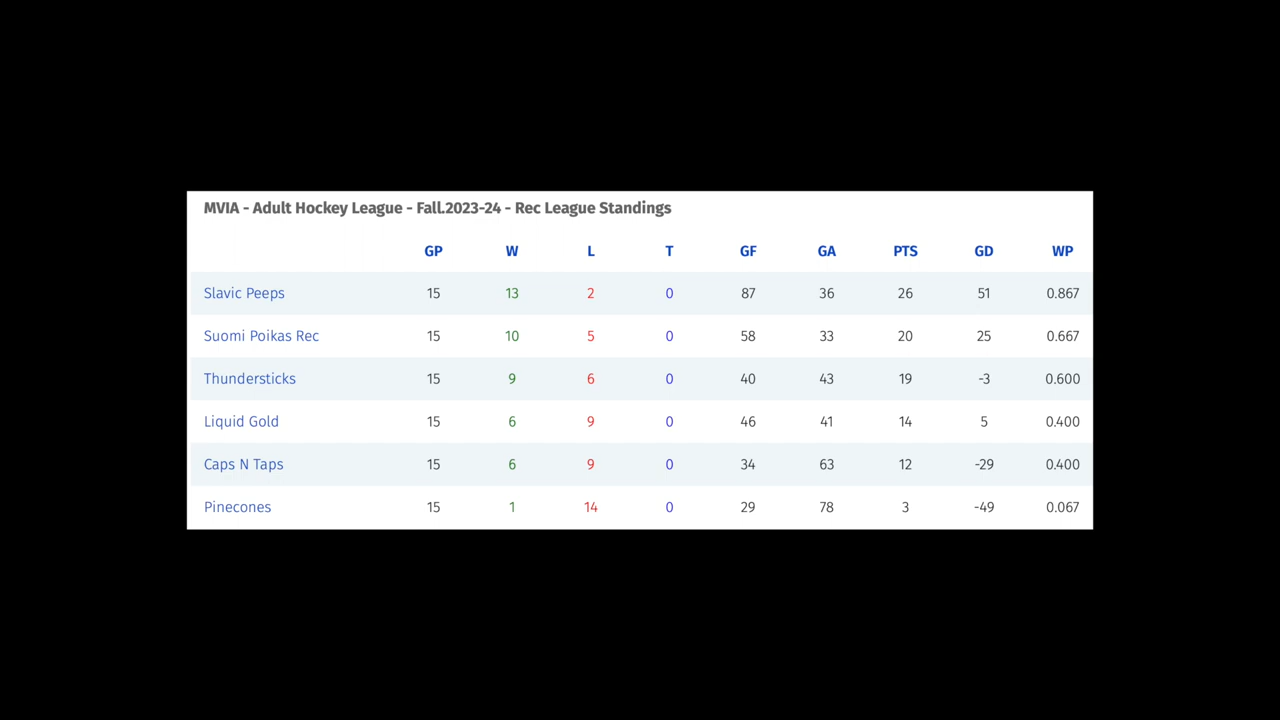 MVIA - Adult Hockey League - Fall.2023-24 - Rec League Standings
GP W L T GF GA PTS GD WP
Slavic Peeps 15 13 2 0 87 36 26 51 0.867
Suomi Poikas Rec 15 10 5 0 58 33 20 25 0.667
Thundersticks 15 9 6 0 40 43 19 -3 0.600
Liquid Gold 15 6 9 0 46 41 14 5 0.400
Caps N Taps 15 6 9 0 34 63 12 -29 0.400
Pinecones 15 1 14 0 29 78 3 -49 0.067